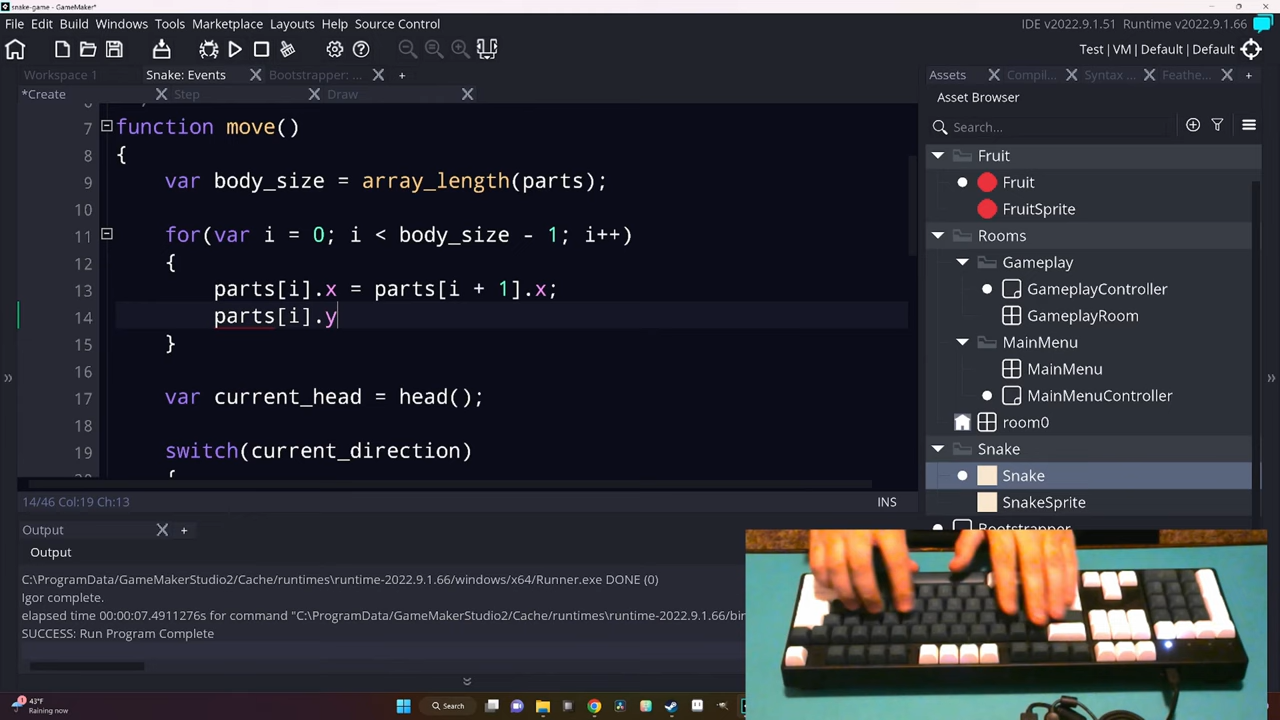 snake-game - GameMaker*
File Edit Build Windows Tools Marketplace Layouts Help Source Control
IDE v2022.9.1.51 Runtime v2022.9.1.66
Test | VM | Default | Default
Workspace 1
Snake: Events
Bootstrapper: ...
*Create
Step
Draw
7 function move()
8 {
9 var body_size = array_length(parts);
10
11 for(var i = 0; i < body_size - 1; i++)
12 {
13 parts[i].x = parts[i + 1].x;
14 parts[i].y
15 }
16
17 var current_head = head();
18
19 switch(current_direction)
14/46 Col:19 Ch:13
INS
Output
Output
C:\ProgramData/GameMakerStudio2/Cache/runtimes\runtime-2022.9.1.66/windows/x64/Runner.exe DONE (0)
Igor complete.
elapsed time 00:00:07.4911276s for command "C:\ProgramData/GameMakerStudio2/Cache/runtimes\runtime-2022.9.1.66/bin
SUCCESS: Run Program Complete
Assets
Compil...
Syntax ...
Feathe...
Asset Browser
Search...
Fruit
Fruit
FruitSprite
Rooms
Gameplay
GameplayController
GameplayRoom
MainMenu
MainMenu
MainMenuController
room0
Snake
Snake
SnakeSprite
Bootstrapper
43°F
Raining now
Search